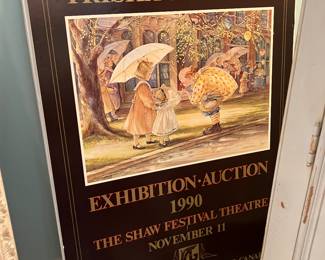 EXHIBITION·AUCTION
1990
THE SHAW FESTIVAL THEATRE
NOVEMBER 11